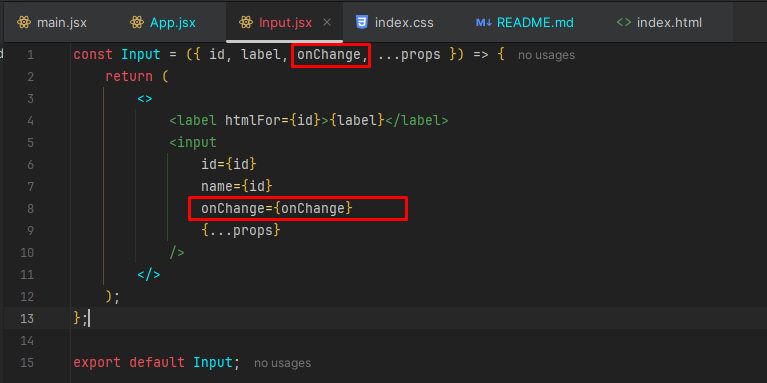 main.jsx App.jsx Input.jsx × index.css README.md <> index.html
1 const Input = ({ id, label, onChange, ...props }) => { no usages
2 return (
3 <>
4 <label htmlFor={id}>{label}</label>
5 <input
6 id={id}
7 name={id}
8 onChange={onChange}
9 {...props}
10 />
11 </>
12 );
13 };
14
15 export default Input; no usages